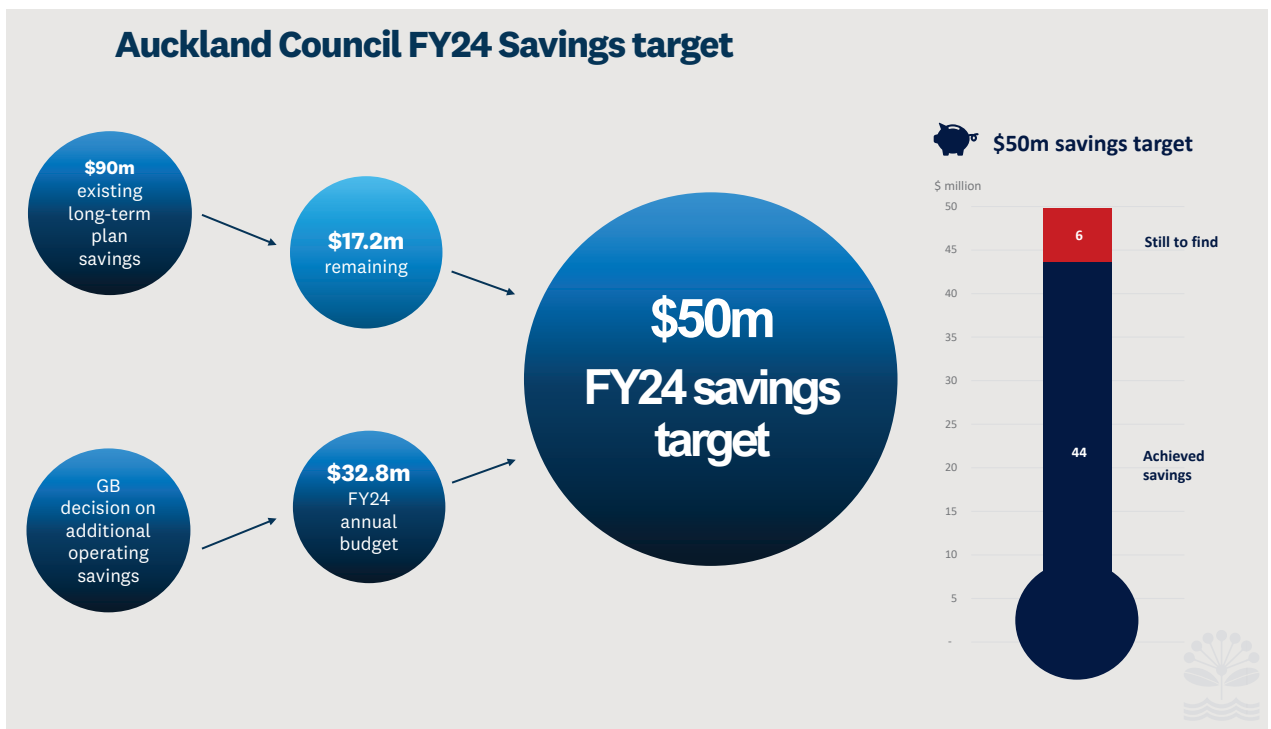 Auckland Council FY24 Savings target
$90m
existing
long-term
plan
savings
$17.2m
remaining
GB
decision on
additional
operating
savings
$32.8m
FY24
annual
budget
$50m
FY24 savings
target
$50m savings target
$ million
50
45
40
35
30
25
20
15
10
5
-
6
Still to find
44
Achieved
savings